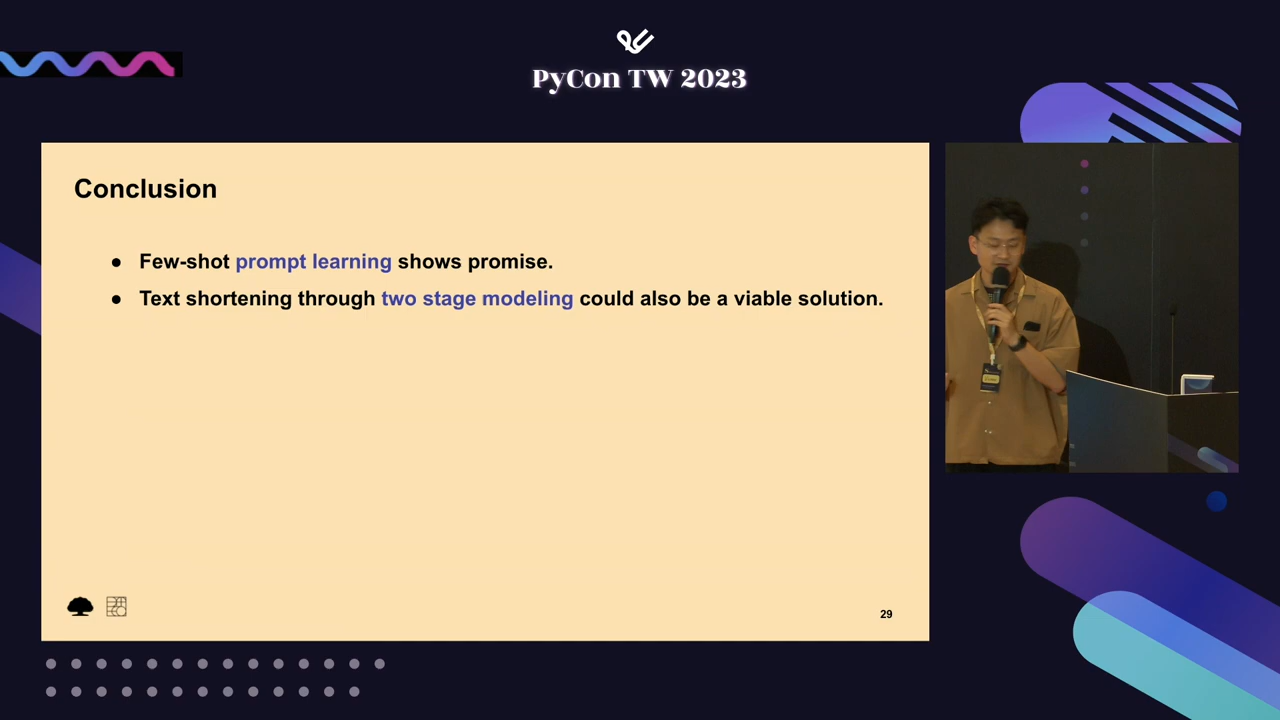 PyCon TW 2023
Conclusion
● Few-shot prompt learning shows promise.
● Text shortening through two stage modeling could also be a viable solution.
29